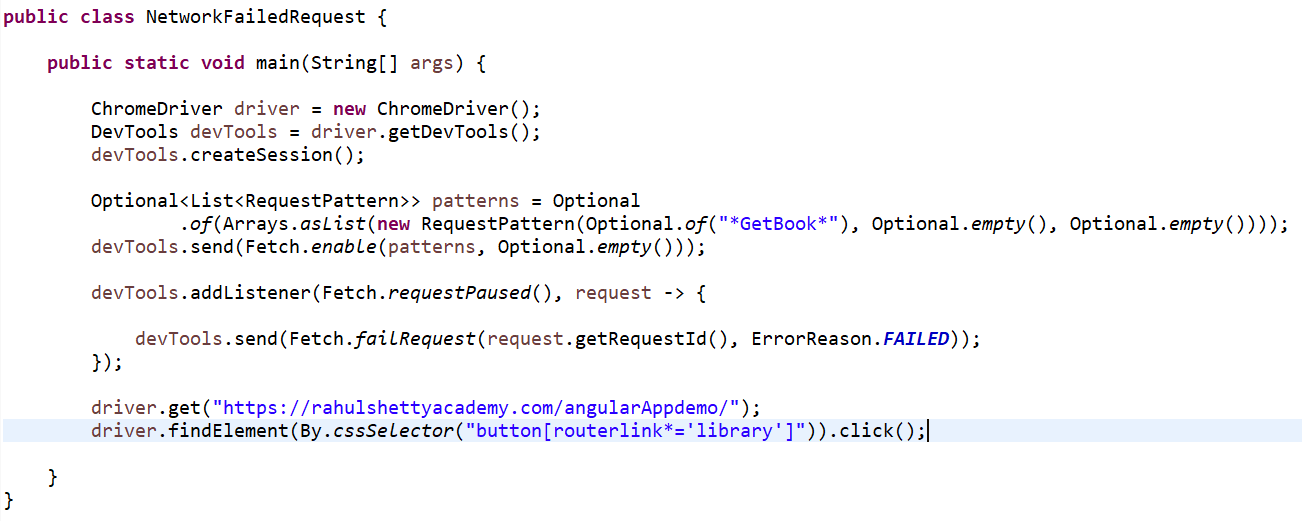 public class NetworkFailedRequest {
public static void main(String[] args) {
ChromeDriver driver = new ChromeDriver();
DevTools devTools = driver.getDevTools();
devTools.createSession();
Optional<List<RequestPattern>> patterns = Optional
.of(Arrays.asList(new RequestPattern(Optional.of("*GetBook*"), Optional.empty(), Optional.empty())));
devTools.send(Fetch.enable(patterns, Optional.empty()));
devTools.addListener(Fetch.requestPaused(), request -> {
devTools.send(Fetch.failRequest(request.getRequestId(), ErrorReason.FAILED));
});
driver.get("https://rahulshettyacademy.com/angularAppdemo/");
driver.findElement(By.cssSelector("button[routerlink*='library']")).click();
}
}